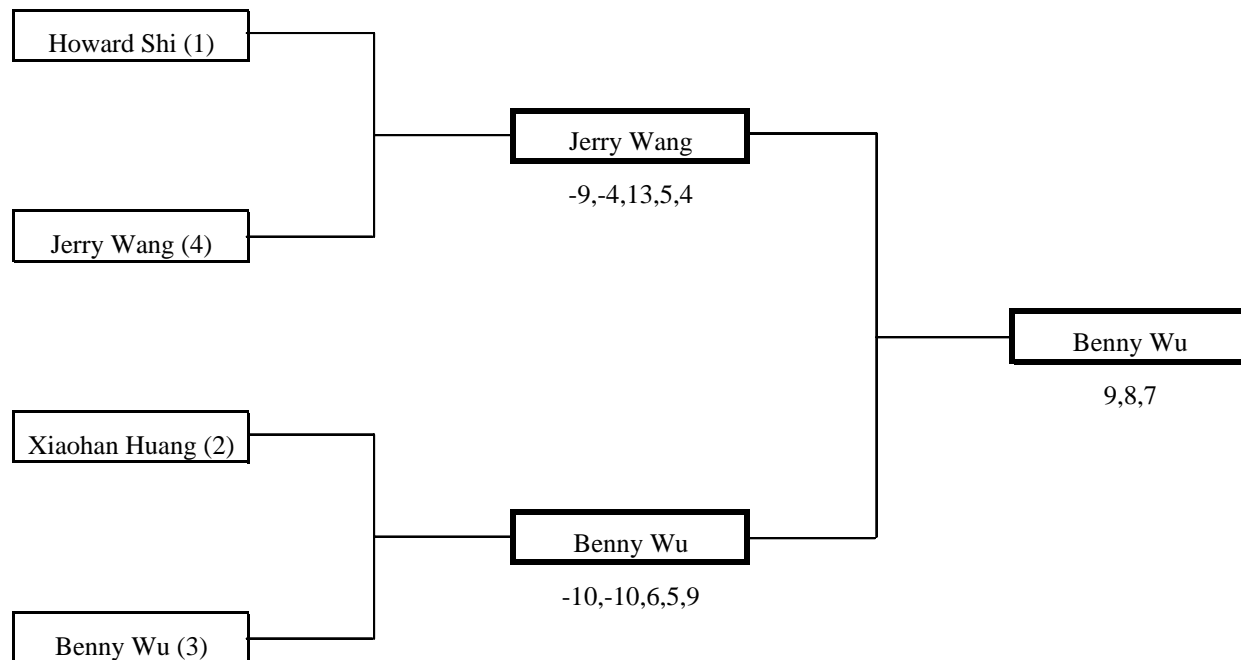 Howard Shi (1)
Jerry Wang
-9,-4,13,5,4
Jerry Wang (4)
Benny Wu
9,8,7
Xiaohan Huang (2)
Benny Wu
-10,-10,6,5,9
Benny Wu (3)